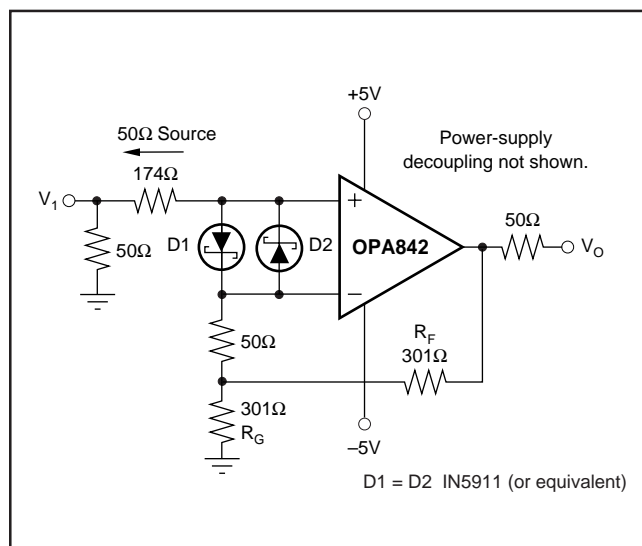 +5V
50Ω Source
Power-supply
decoupling not shown.
174Ω
V1
50Ω
D1
D2
+
OPA842
–
50Ω
VO
50Ω
RF
301Ω
301Ω
RG
–5V
D1 = D2 IN5911 (or equivalent)